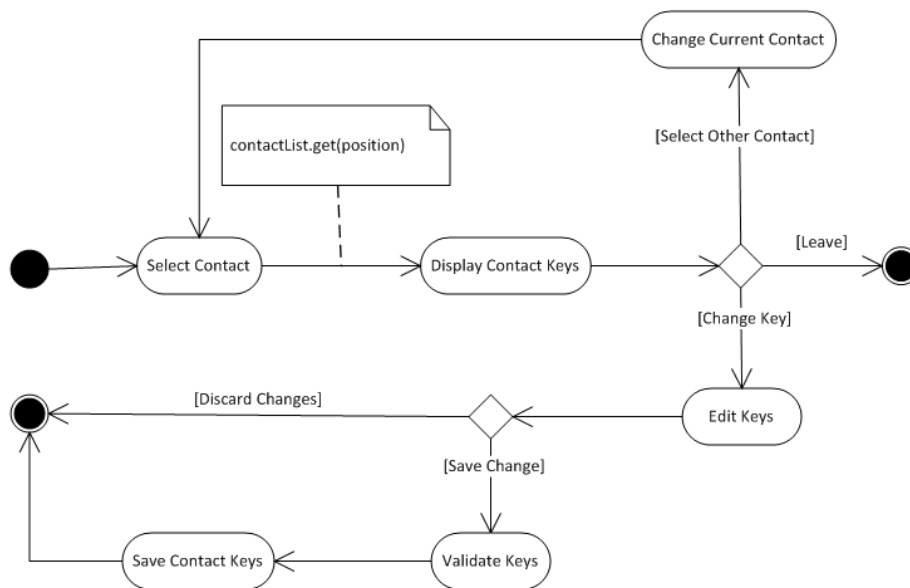 Change Current Contact
contactList.get(position)
[Select Other Contact]
[Leave]
Select Contact
Display Contact Keys
[Change Key]
[Discard Changes]
Edit Keys
[Save Change]
Save Contact Keys
Validate Keys